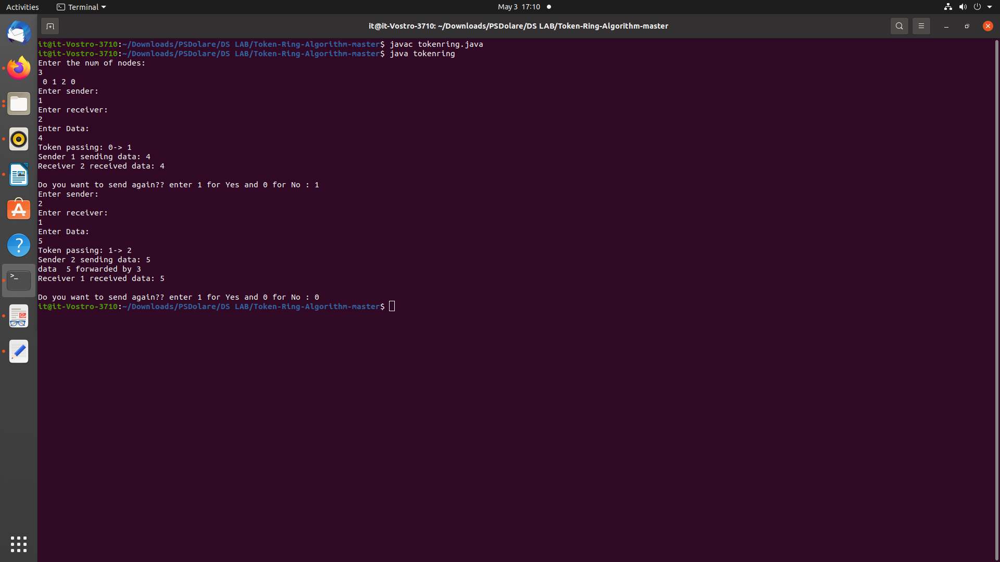 Activities
Terminal
May 3 17:10
it@it-Vostro-3710: ~/Downloads/PSDolare/DS LAB/Token-Ring-Algorithm-master
it@it-Vostro-3710:~/Downloads/PSDolare/DS LAB/Token-Ring-Algorithm-master$ javac tokenring.java
it@it-Vostro-3710:~/Downloads/PSDolare/DS LAB/Token-Ring-Algorithm-master$ java tokenring
Enter the num of nodes:
3
0 1 2 0
Enter sender:
1
Enter receiver:
2
Enter Data:
4
Token passing: 0-> 1
Sender 1 sending data: 4
Receiver 2 received data: 4
Do you want to send again?? enter 1 for Yes and 0 for No : 1
Enter sender:
2
Enter receiver:
1
Enter Data:
5
Token passing: 1-> 2
Sender 2 sending data: 5
data  5 forwarded by 3
Receiver 1 received data: 5
Do you want to send again?? enter 1 for Yes and 0 for No : 0
it@it-Vostro-3710:~/Downloads/PSDolare/DS LAB/Token-Ring-Algorithm-master$